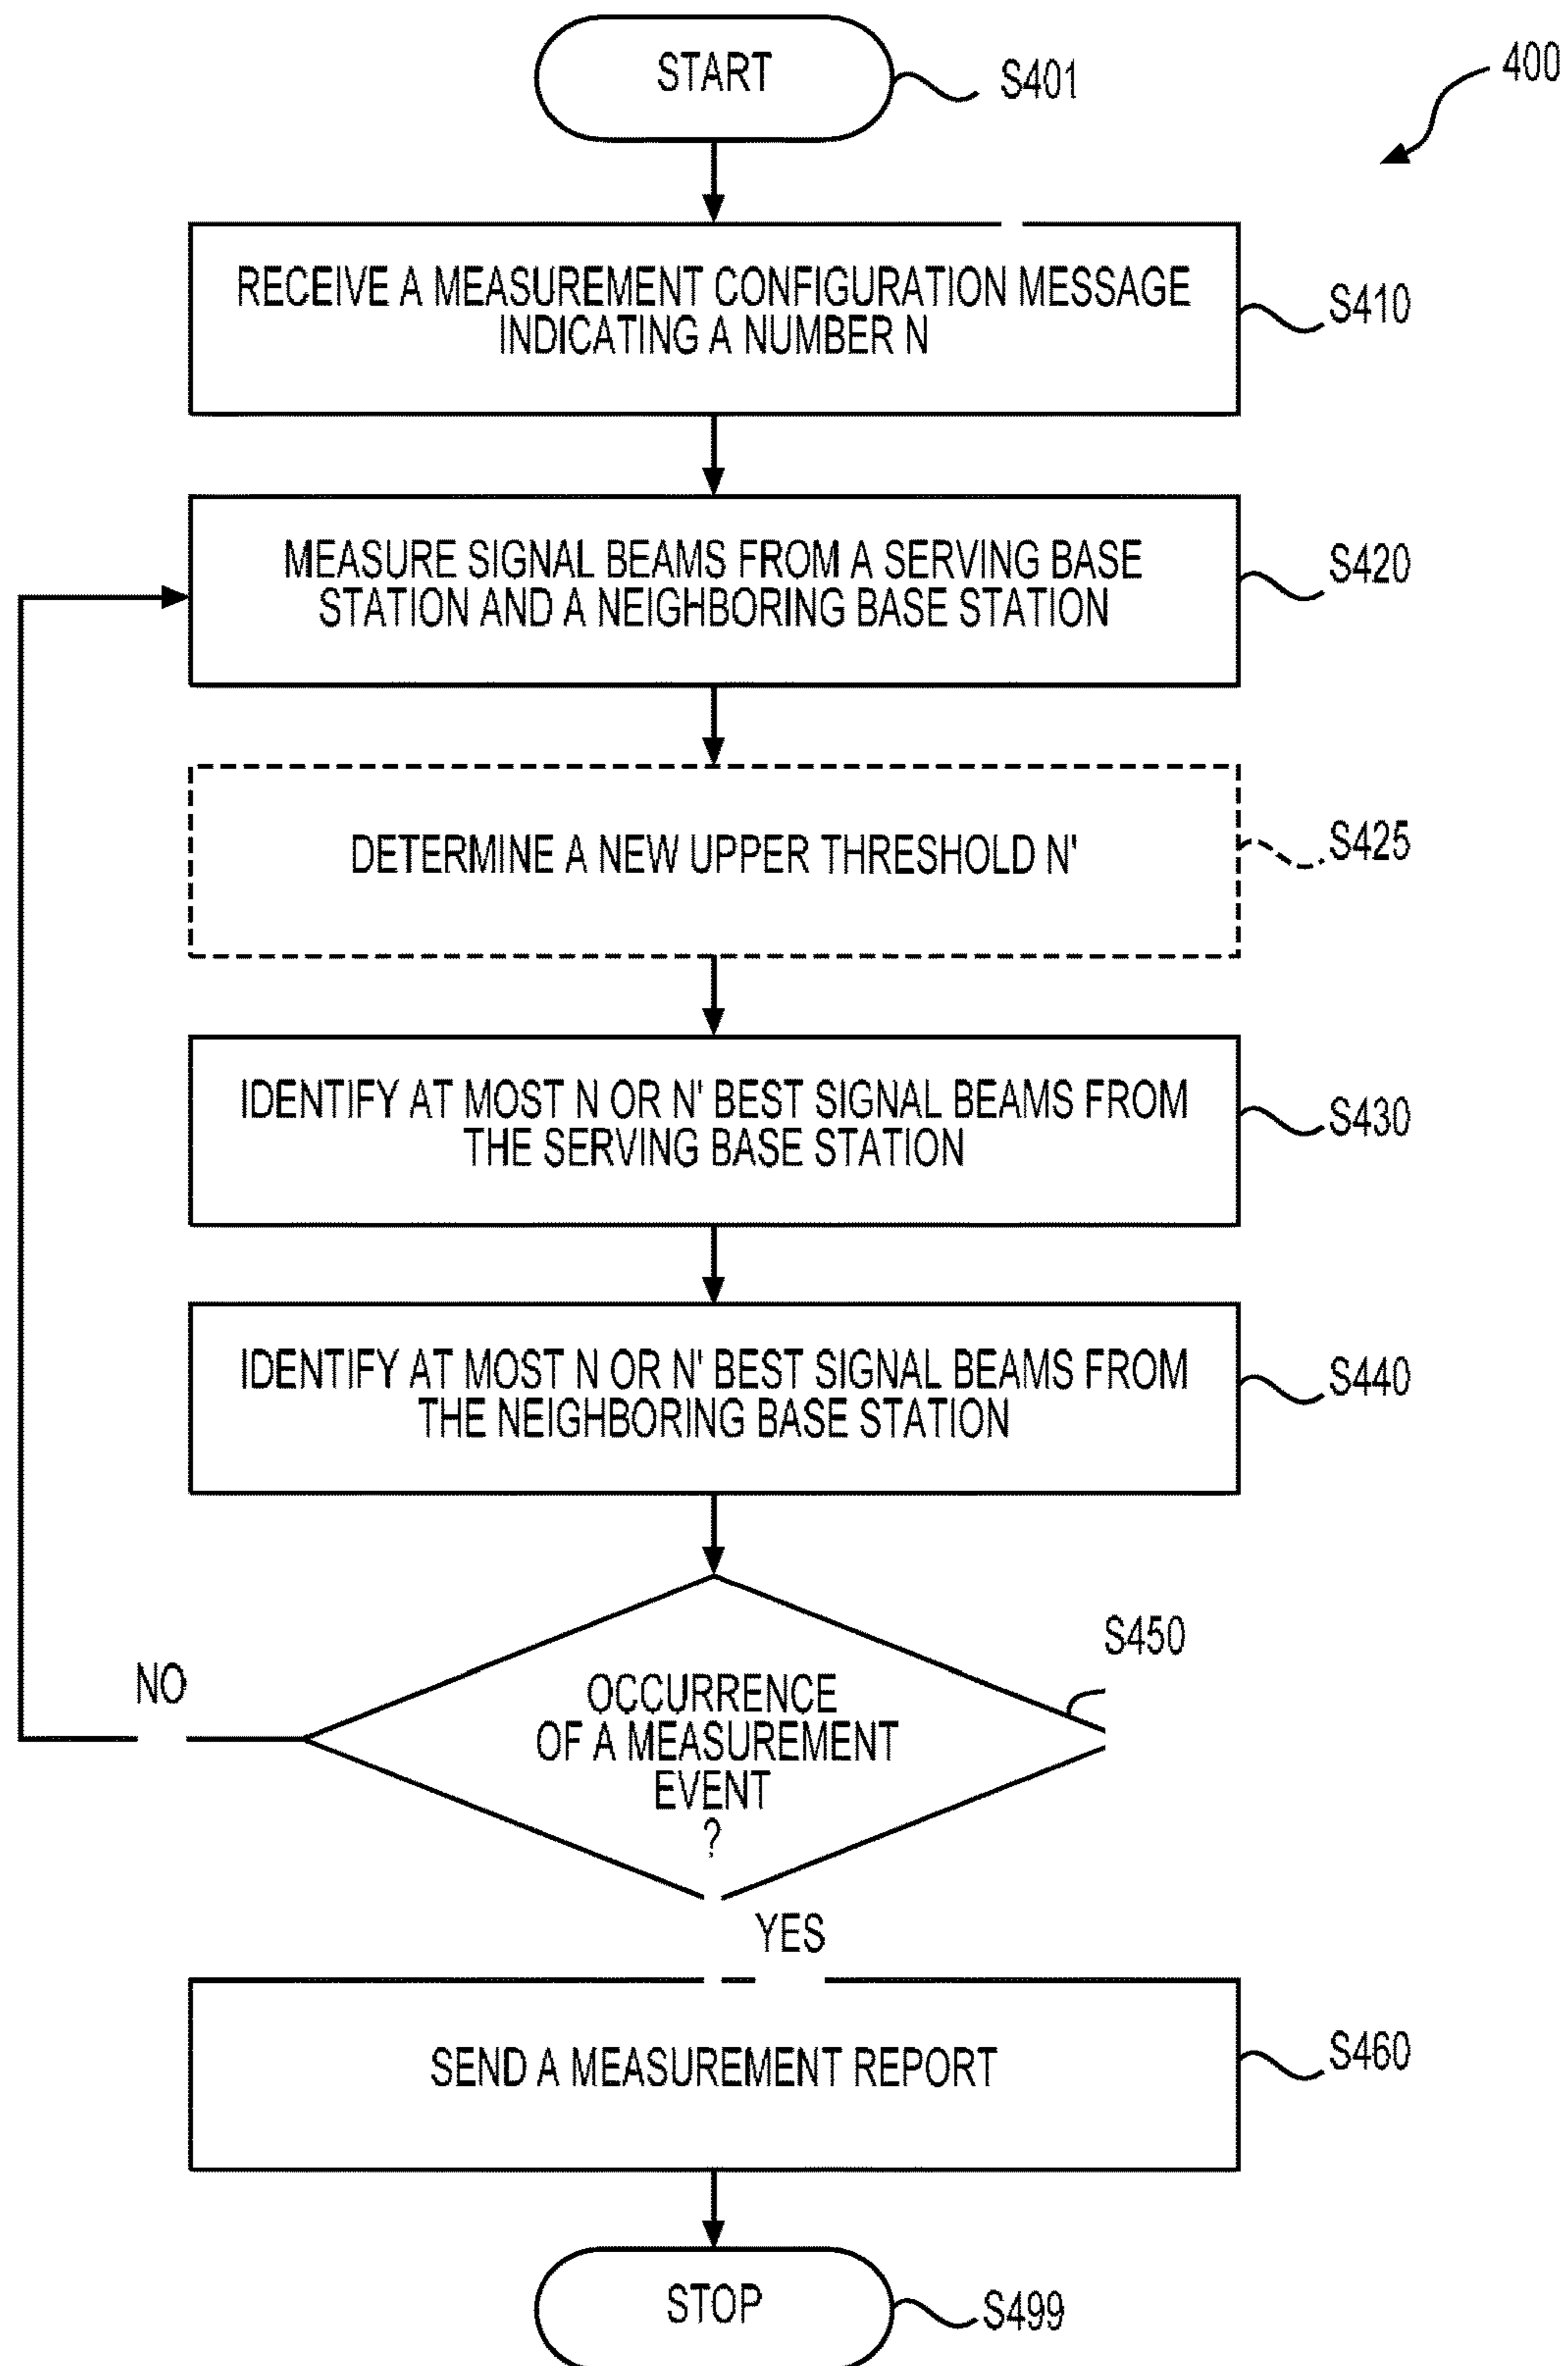 START
S401
400
RECEIVE A MEASUREMENT CONFIGURATION MESSAGE
INDICATING A NUMBER N
S410
MEASURE SIGNAL BEAMS FROM A SERVING BASE
STATION AND A NEIGHBORING BASE STATION
S420
DETERMINE A NEW UPPER THRESHOLD N'
S425
IDENTIFY AT MOST N OR N' BEST SIGNAL BEAMS FROM
THE SERVING BASE STATION
S430
IDENTIFY AT MOST N OR N' BEST SIGNAL BEAMS FROM
THE NEIGHBORING BASE STATION
S440
S450
NO
OCCURRENCE
OF A MEASUREMENT
EVENT
?
YES
SEND A MEASUREMENT REPORT
S460
STOP
S499